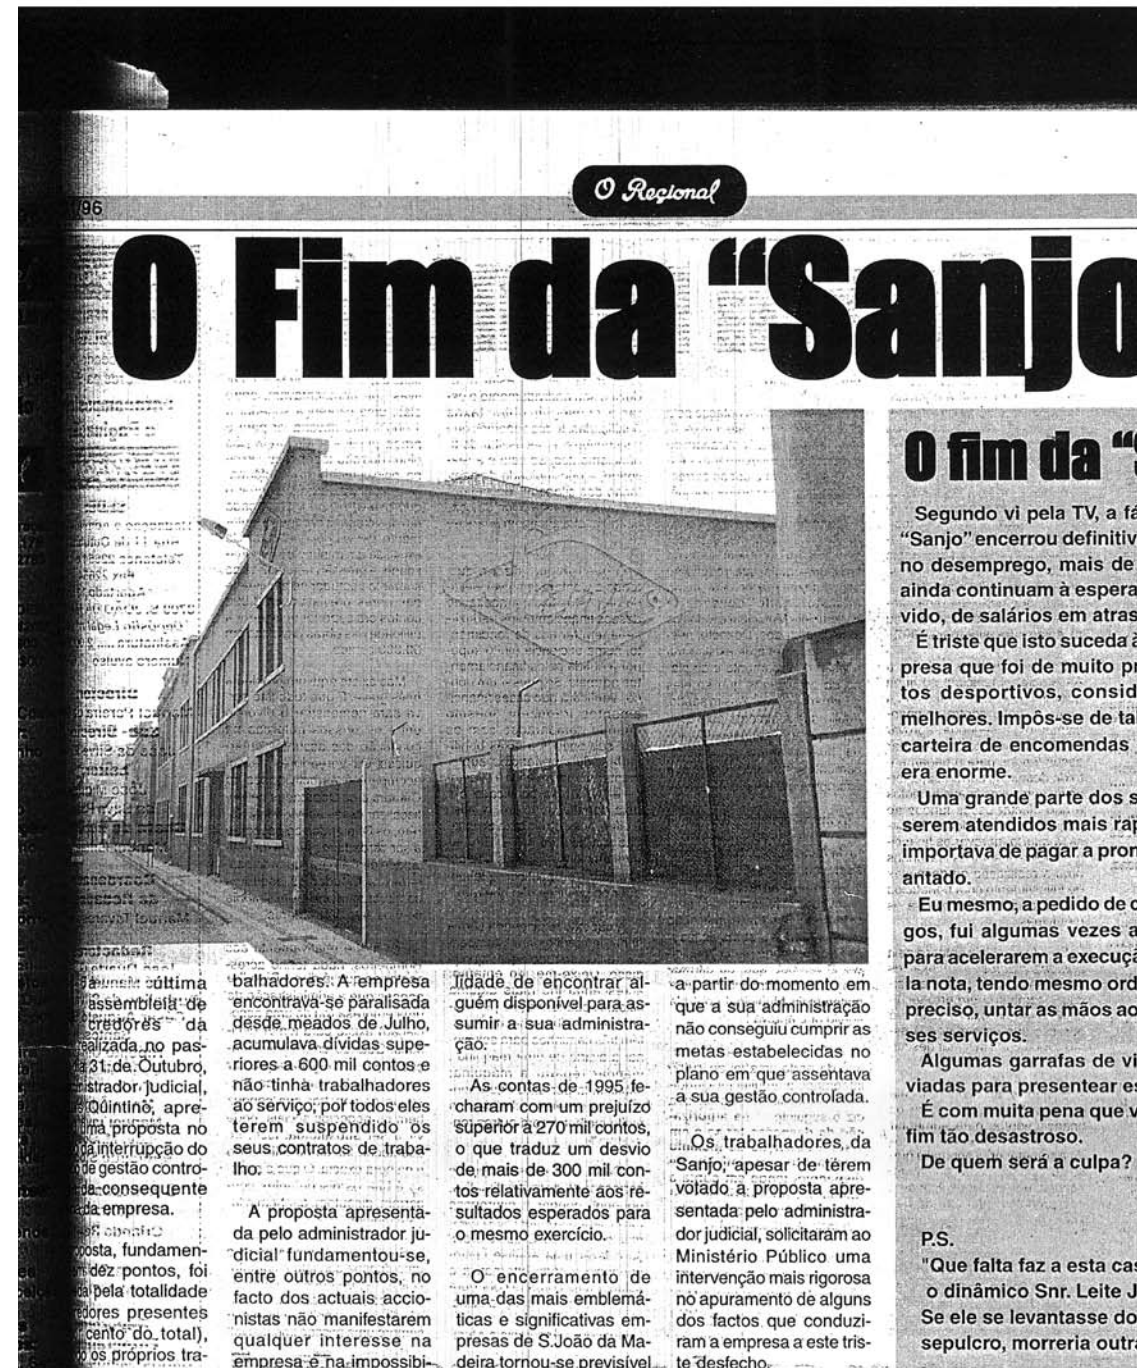 /96
O Regional
O Fim da “Sanjo
última
assembleia de
credores da
realizada no pas-
31 de Outubro,
judicial,
Quintino, apre-
proposta no
interrupção do
de gestão contro-
consequente
da empresa.
fundamen-
dez pontos, foi
pela totalidade
presentes
cento do total),
os próprios tra-
balhadores. A empresa
encontrava-se paralisada
desde meados de Julho,
acumulava dívidas supe-
riores a 600 mil contos e
não tinha trabalhadores
ao serviço, por todos eles
terem suspendido os
seus contratos de traba-
lho.
A proposta apresenta-
da pelo administrador ju-
dicial fundamentou-se,
entre outros pontos, no
facto dos actuais accio-
nistas não manifestarem
qualquer interesse na
empresa e na impossibi-
lidade de encontrar al-
guém disponível para as-
sumir a sua administra-
ção.
As contas de 1995 fe-
charam com um prejuízo
superior a 270 mil contos,
o que traduz um desvio
de mais de 300 mil con-
tos relativamente aos re-
sultados esperados para
o mesmo exercício.
O encerramento de
uma das mais emblemá-
ticas e significativas em-
presas de S.João da Ma-
deira tornou-se previsível
a partir do momento em
que a sua administração
não conseguiu cumprir as
metas estabelecidas no
plano em que assentava
a sua gestão controlada.
Os trabalhadores da
Sanjo, apesar de terem
votado a proposta apre-
sentada pelo administra-
dor judicial, solicitaram ao
Ministério Público uma
intervenção mais rigorosa
no apuramento de alguns
dos factos que conduzi-
ram a empresa a este tris-
te desfecho.
O fim da “S
Segundo vi pela TV, a fá
“Sanjo” encerrou definitiv
no desemprego, mais de
ainda continuam à espera
vido, de salários em atras
É triste que isto suceda à
presa que foi de muito pr
tos desportivos, consid
melhores. Impôs-se de ta
carteira de encomendas
era enorme.
Uma grande parte dos s
serem atendidos mais rap
importava de pagar a pron
antado.
Eu mesmo, a pedido de c
gos, fui algumas vezes a
para acelerarem a execuçã
la nota, tendo mesmo ord
preciso, untar as mãos ao
ses serviços.
Algumas garrafas de vi
viadas para presentear es
É com muita pena que v
fim tão desastroso.
De quem será a culpa?
P.S.
"Que falta faz a esta cas
o dinâmico Snr. Leite J
Se ele se levantasse do
sepulcro, morreria outr